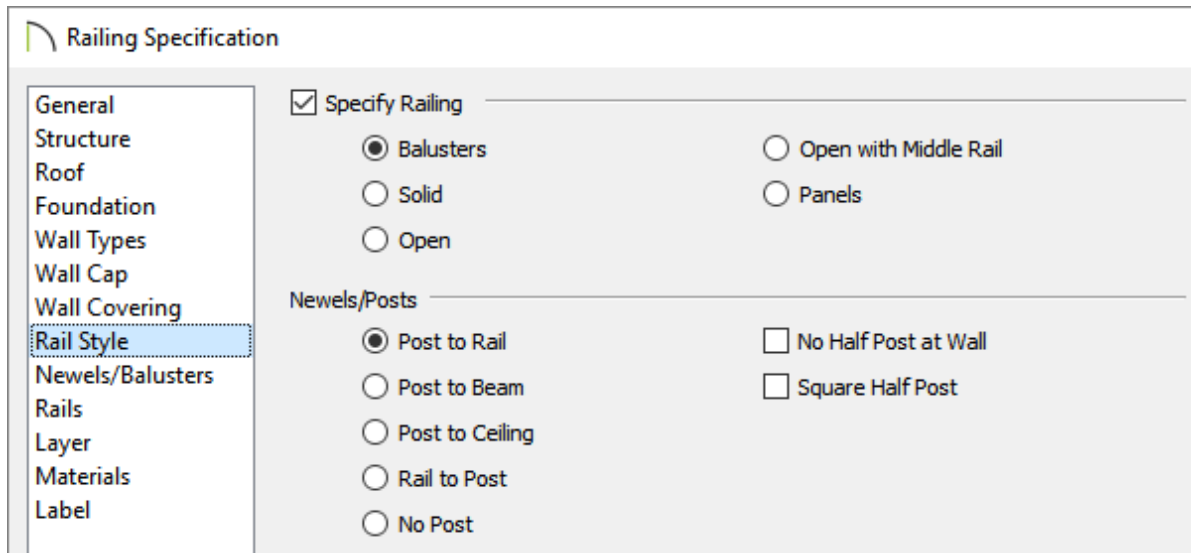 Railing Specification
General
Structure
Roof
Foundation
Wall Types
Wall Cap
Wall Covering
Rail Style
Newels/Balusters
Rails
Layer
Materials
Label
Specify Railing
Balusters
Open with Middle Rail
Solid
Panels
Open
Newels/Posts
Post to Rail
No Half Post at Wall
Post to Beam
Square Half Post
Post to Ceiling
Rail to Post
No Post